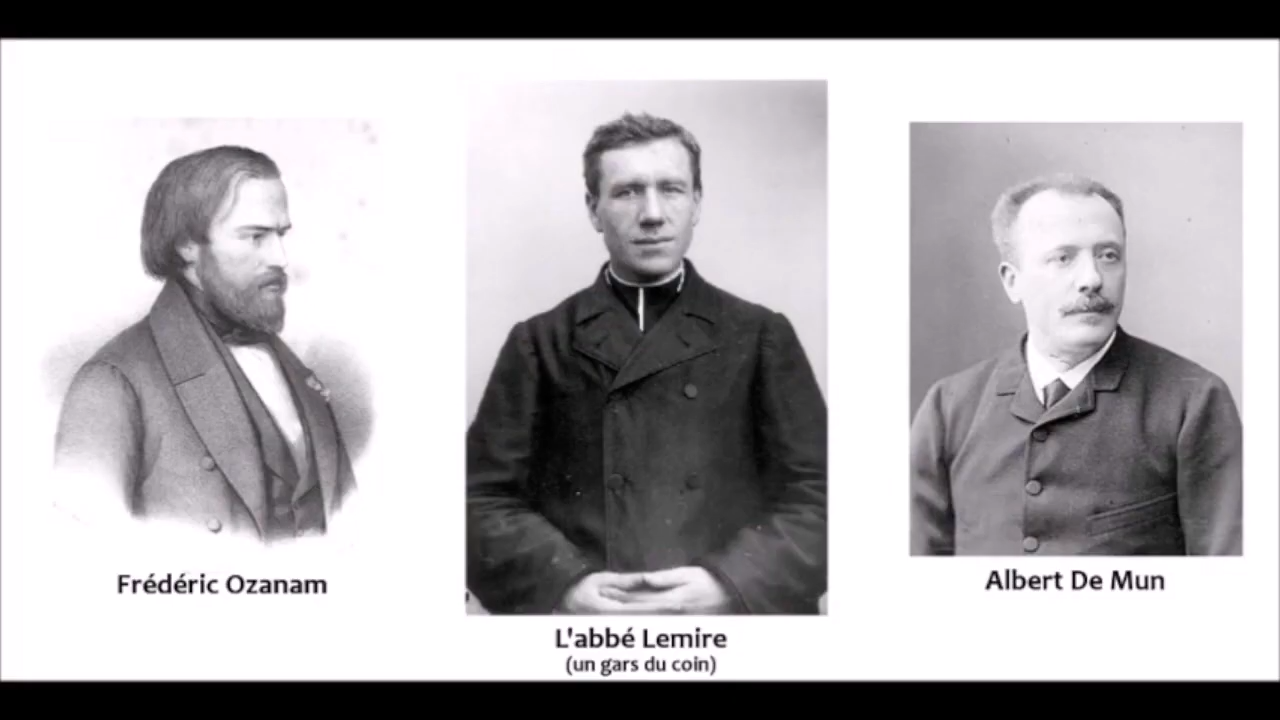 Frédéric Ozanam
L'abbé Lemire
(un gars du coin)
Albert De Mun